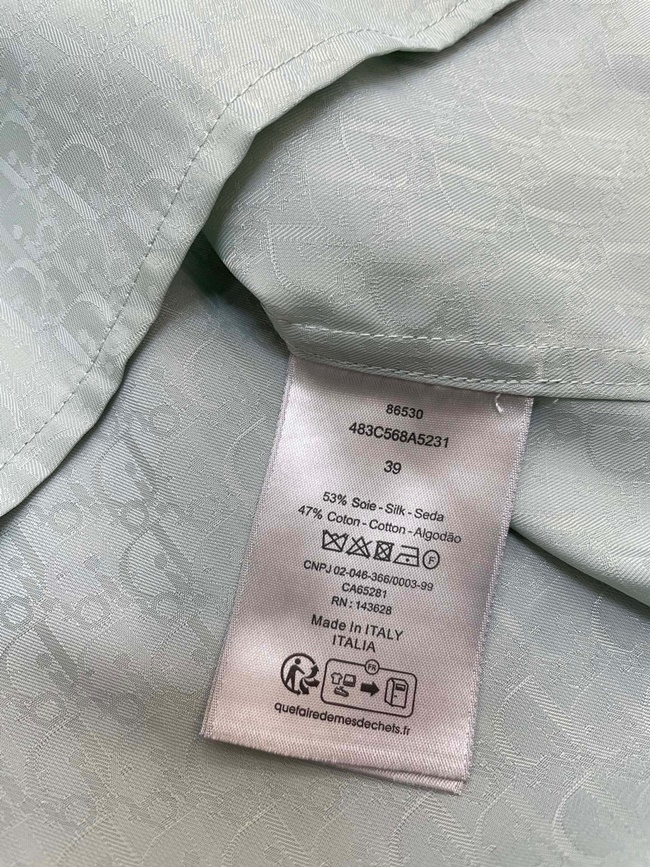 86530
483C568A5231
39
53% Soie - Silk - Seda
47% Coton - Cotton - Algodão
F
CNPJ 02-046-366/0003-99
CA65281
RN : 143628
Made In ITALY
ITALIA
FR
quefairedemesdechets.fr